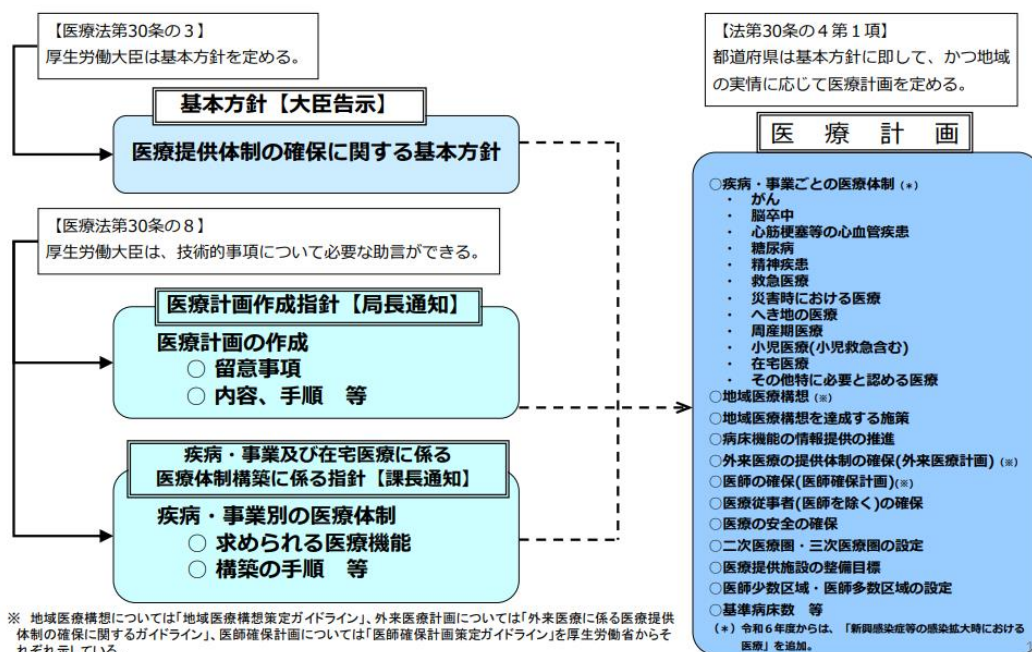 【医療法第30条の３】
厚生労働大臣は基本方針を定める。
基本方針【大臣告示】
医療提供体制の確保に関する基本方針
【医療法第30条の８】
厚生労働大臣は、技術的事項について必要な助言ができる。
医療計画作成指針【局長通知】
医療計画の作成
○ 留意事項
○ 内容、手順 等
疾病・事業及び在宅医療に係る
医療体制構築に係る指針【課長通知】
疾病・事業別の医療体制
○ 求められる医療機能
○ 構築の手順 等
【法第30条の４第１項】
都道府県は基本方針に即して、かつ地域
の実情に応じて医療計画を定める。
医 療 計 画
○疾病・事業ごとの医療体制（*）
・ がん
・ 脳卒中
・ 心筋梗塞等の心血管疾患
・ 糖尿病
・ 精神疾患
・ 救急医療
・ 災害時における医療
・ へき地の医療
・ 周産期医療
・ 小児医療(小児救急含む)
・ 在宅医療
・ その他特に必要と認める医療
○地域医療構想（※）
○地域医療構想を達成する施策
○病床機能の情報提供の推進
○外来医療の提供体制の確保(外来医療計画)（※）
○医師の確保(医師確保計画)(※)
○医療従事者(医師を除く)の確保
○医療の安全の確保
○二次医療圏・三次医療圏の設定
○医療提供施設の整備目標
○医師少数区域・医師多数区域の設定
○基準病床数 等
（*）令和６年度からは、「新興感染症等の感染拡大時における
医療」を追加。
※ 地域医療構想については「地域医療構想策定ガイドライン」、外来医療計画については「外来医療に係る医療提供
体制の確保に関するガイドライン」、医師確保計画については「医師確保計画策定ガイドライン」を厚生労働省からそ
れぞれ示している。
1